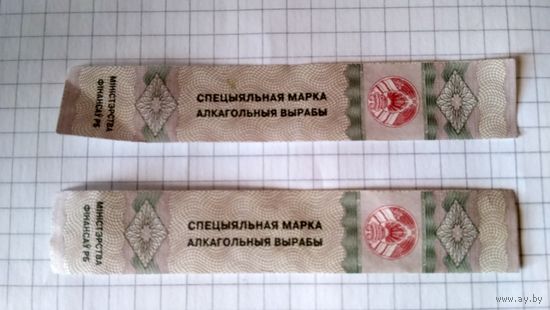 МІНІСТЭРСТВА
ФІНАНСАЎ РБ
СПЕЦЫЯЛЬНАЯ МАРКА
АЛКАГОЛЬНЫЯ ВЫРАБЫ
МІНІСТЭРСТВА
ФІНАНСАЎ РБ
СПЕЦЫЯЛЬНАЯ МАРКА
АЛКАГОЛЬНЫЯ ВЫРАБЫ
© www.ay.by